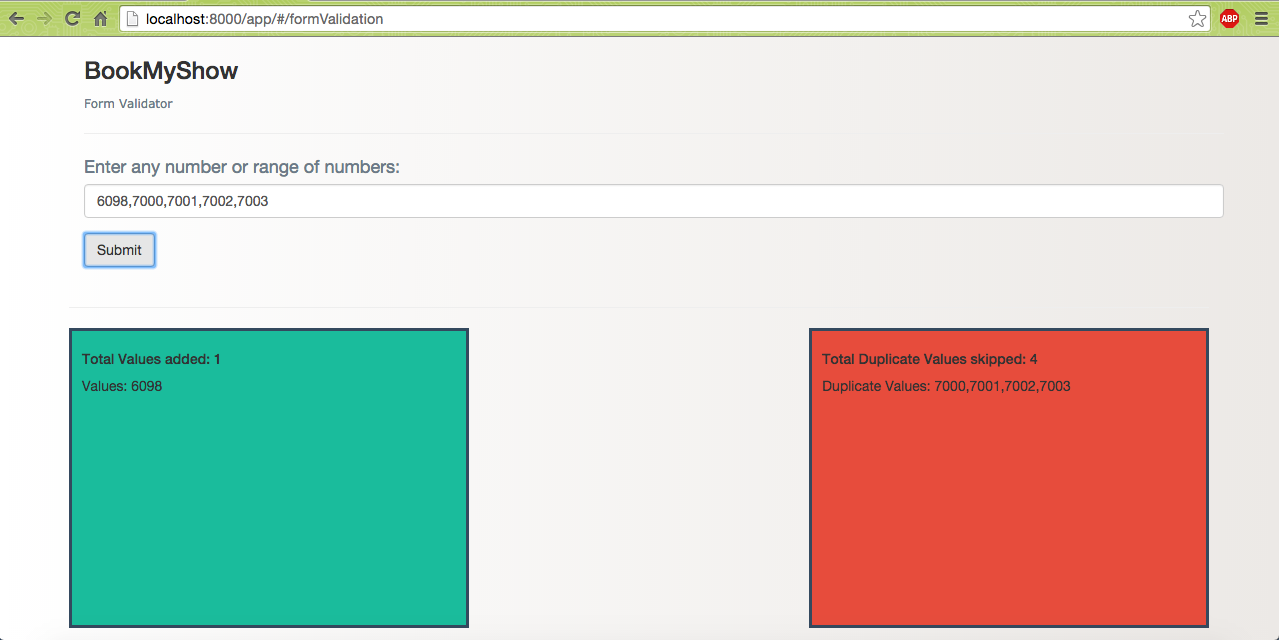 localhost:8000/app/#/formValidation
ABP
BookMyShow
Form Validator
Enter any number or range of numbers:
6098,7000,7001,7002,7003
Submit
Total Values added: 1
Values: 6098
Total Duplicate Values skipped: 4
Duplicate Values: 7000,7001,7002,7003